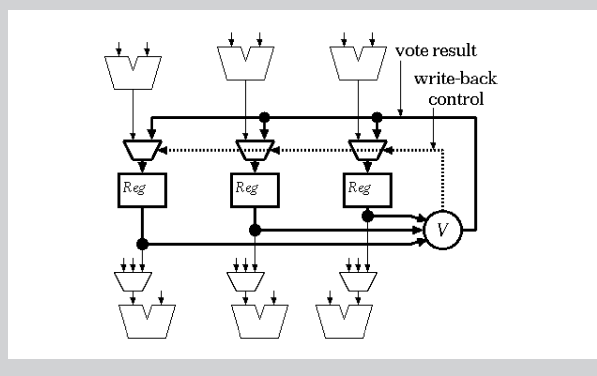 vote result
write-back
control
Reg
Reg
Reg
V